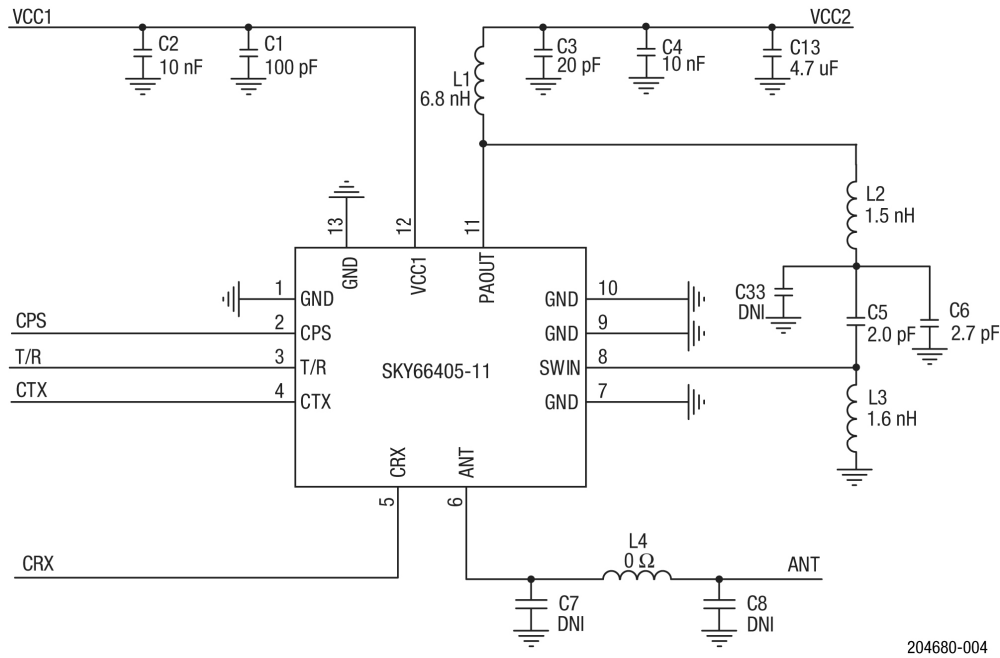 VCC1
VCC2
C2
10 nF
C1
100 pF
C3
20 pF
C4
10 nF
C13
4.7 uF
L1
6.8 nH
L2
1.5 nH
13
12
11
GND
VCC1
PAOUT
1
GND
10
GND
C33
DNI
C5
2.0 pF
C6
2.7 pF
CPS
2
CPS
9
GND
T/R
3
T/R
SKY66405-11
8
SWIN
CTX
4
CTX
7
GND
L3
1.6 nH
CRX
ANT
5
6
CRX
L4
0 Ω
ANT
C7
DNI
C8
DNI
204680-004